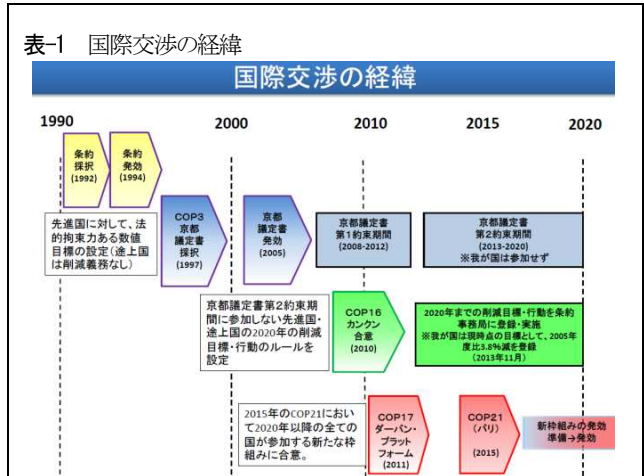 表-1　国際交渉の経緯
国際交渉の経緯
1990
2000
2010
2015
2020
条約
採択
(1992)
条約
発効
(1994)
先進国に対して、法
的拘束力ある数値
目標の設定(途上国
は削減義務なし)
COP3
京都
議定書
採択
(1997)
京都
議定書
発効
(2005)
京都議定書
第1約束期間
(2008-2012)
京都議定書
第2約束期間
(2013-2020)
※我が国は参加せず
京都議定書第2約束期
間に参加しない先進国・
途上国の2020年の削減
目標・行動のルールを
設定
COP16
カンクン
合意
(2010)
2020年までの削減目標・行動を条約
事務局に登録・実施
※我が国は現時点の目標として、2005年
度比3.8%減を登録
(2013年11月)
2015年のCOP21におい
て2020年以降の全ての
国が参加する新たな枠
組みに合意。
COP17
ダーバン・
プラット
フォーム
(2011)
COP21
(パリ)
(2015)
新枠組みの発効
準備→発効